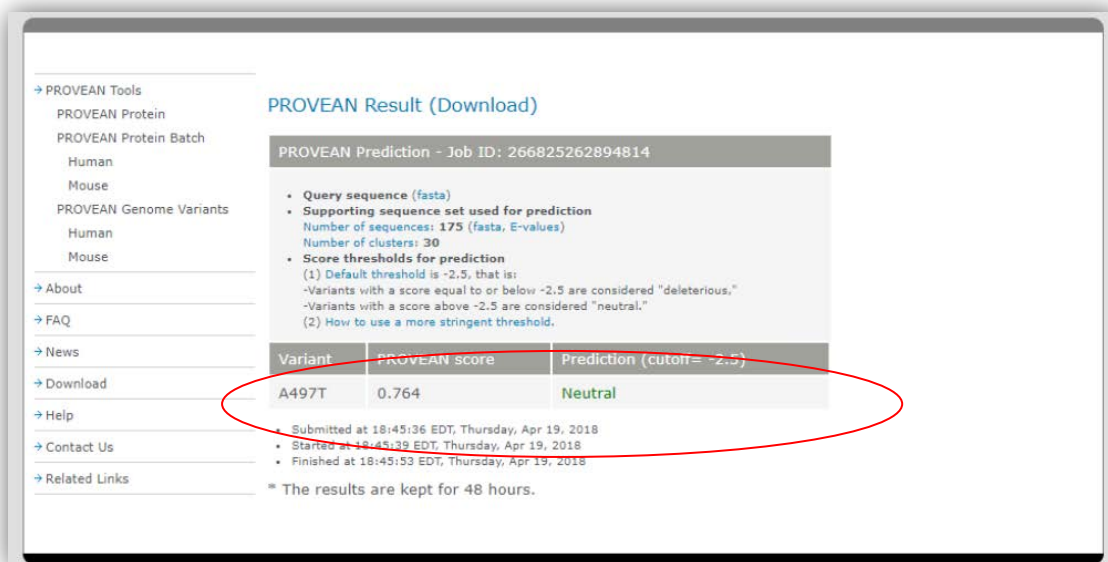 → PROVEAN Tools
PROVEAN Protein
PROVEAN Protein Batch
Human
Mouse
PROVEAN Genome Variants
Human
Mouse
→ About
→ FAQ
→ News
→ Download
→ Help
→ Contact Us
→ Related Links
PROVEAN Result (Download)
PROVEAN Prediction - Job ID: 266825262894814
• Query sequence (fasta)
• Supporting sequence set used for prediction
Number of sequences: 175 (fasta, E-values)
Number of clusters: 30
• Score thresholds for prediction
(1) Default threshold is -2.5, that is:
-Variants with a score equal to or below -2.5 are considered "deleterious,"
-Variants with a score above -2.5 are considered "neutral."
(2) How to use a more stringent threshold.
Variant PROVEAN score Prediction (cutoff= -2.5)
A497T 0.764 Neutral
• Submitted at 18:45:36 EDT, Thursday, Apr 19, 2018
• Started at 18:45:39 EDT, Thursday, Apr 19, 2018
• Finished at 18:45:53 EDT, Thursday, Apr 19, 2018
* The results are kept for 48 hours.